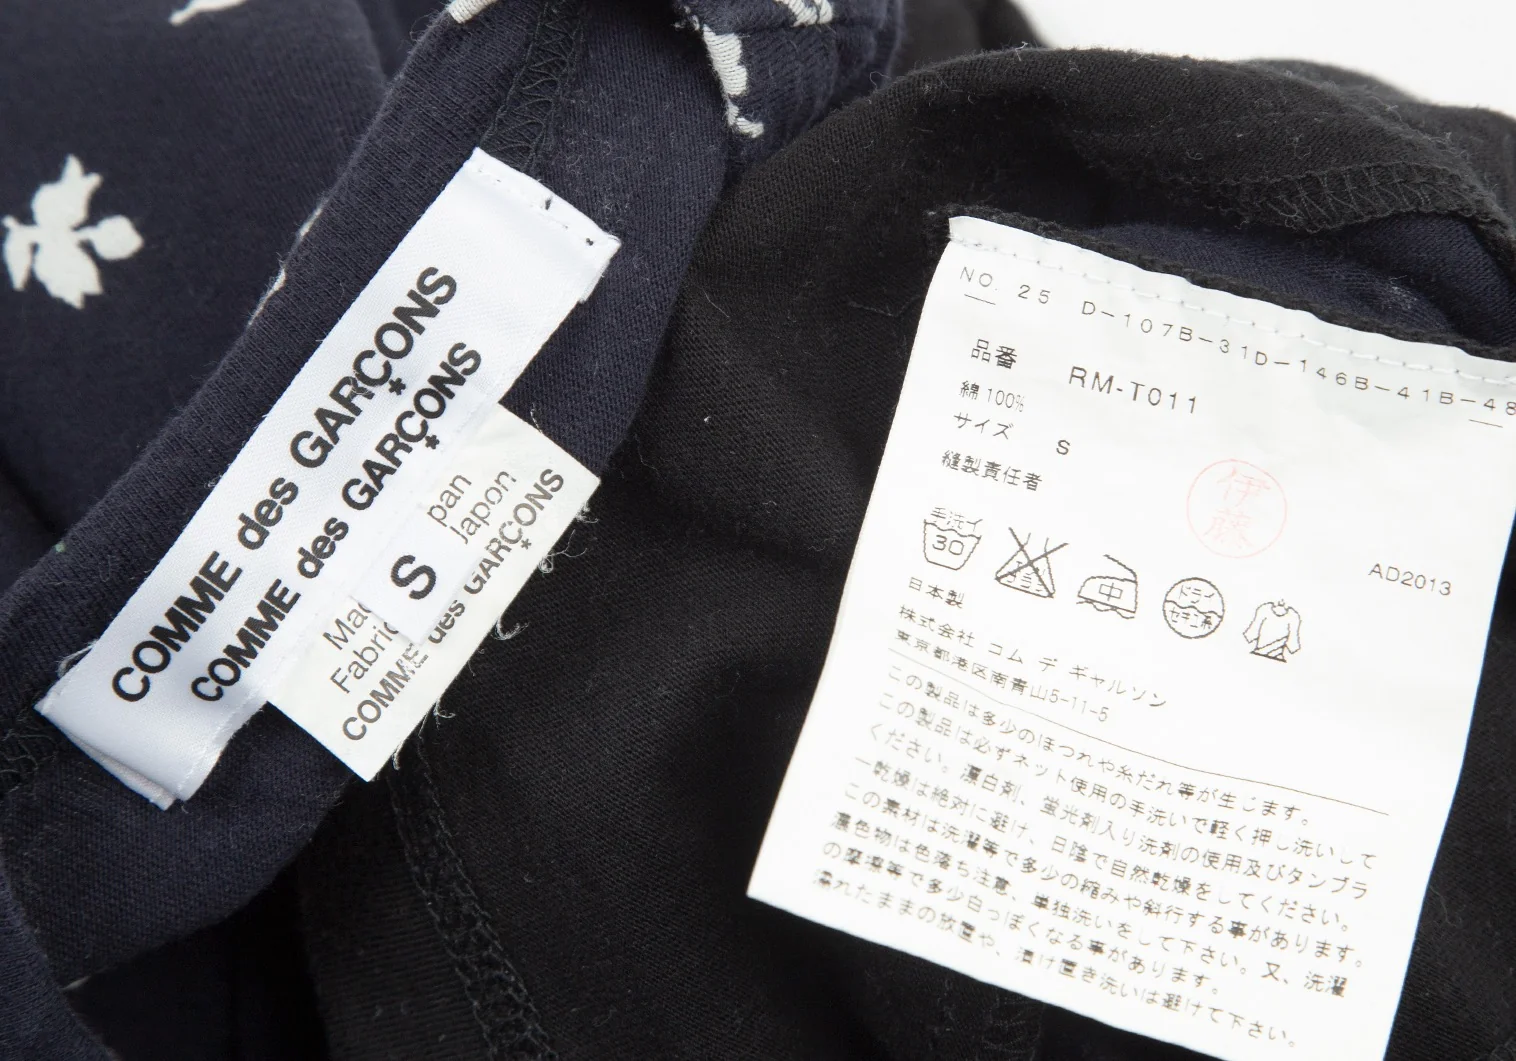 COMME des GARÇONS
COMME des GARÇONS
S
pan
Japon
Fabri
COMME des GARÇONS
NO. 25 D-107B-31D-146B-41B-48
品番 RM-T011
綿 100%
サイズ S
縫製責任者
伊藤
手洗イ
30
中
ドライ
セキユ系
AD2013
日本製
株式会社 コム デ ギャルソン
東京都港区南青山5-11-5
この製品は多少のほつれや糸だれ等が生じます。
この製品は必ずネット使用の手洗いで軽く押し洗いして
ください。漂白剤、蛍光剤入り洗剤の使用及びタンブラ
ー乾燥は絶対に避け、日陰で自然乾燥をしてください。
この素材は洗濯等で多少の縮みや斜行する事があります。
濃色物は色落ち注意、単独洗いをして下さい。又、洗濯
の摩擦等で多少白っぽくなる事があります。
濡れたままの放置や、漬け置き洗いは避けて下さい。